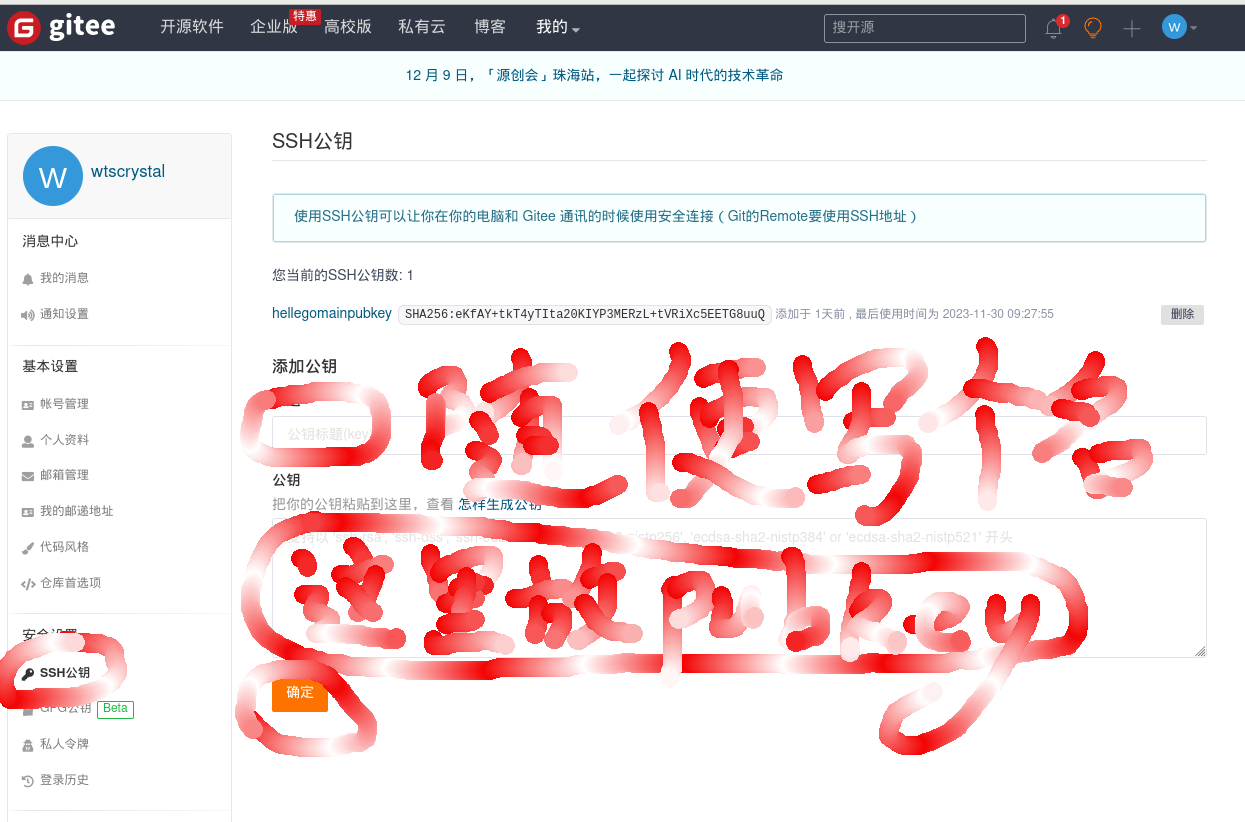 gitee 开源软件 企业版 特惠 高校版 私有云 博客 我的 搜开源 1 W
12 月 9 日，「源创会」珠海站，一起探讨 AI 时代的技术革命
W wtscrystal
消息中心
我的消息
通知设置
基本设置
帐号管理
个人资料
邮箱管理
我的邮递地址
代码风格
仓库首选项
安全设置
SSH公钥
GPG公钥 Beta
私人令牌
登录历史
SSH公钥
使用SSH公钥可以让你在你的电脑和 Gitee 通讯的时候使用安全连接（Git的Remote要使用SSH地址）
您当前的SSH公钥数: 1
hellegomainpubkey SHA256:eKfAY+tkT4yTIta20KIYP3MERzL+tVRiXc5EETG8uuQ 添加于 1天前 , 最后使用时间为 2023-11-30 09:27:55 删除
添加公钥
随便写个名
公钥标题(key
公钥
把你的公钥粘贴到这里，查看 怎样生成公钥
'ssh-dss', -nistp256', 'ecdsa-sha2-nistp384' or 'ecdsa-sha2-nistp521' 开头
这里放pubkey
确定